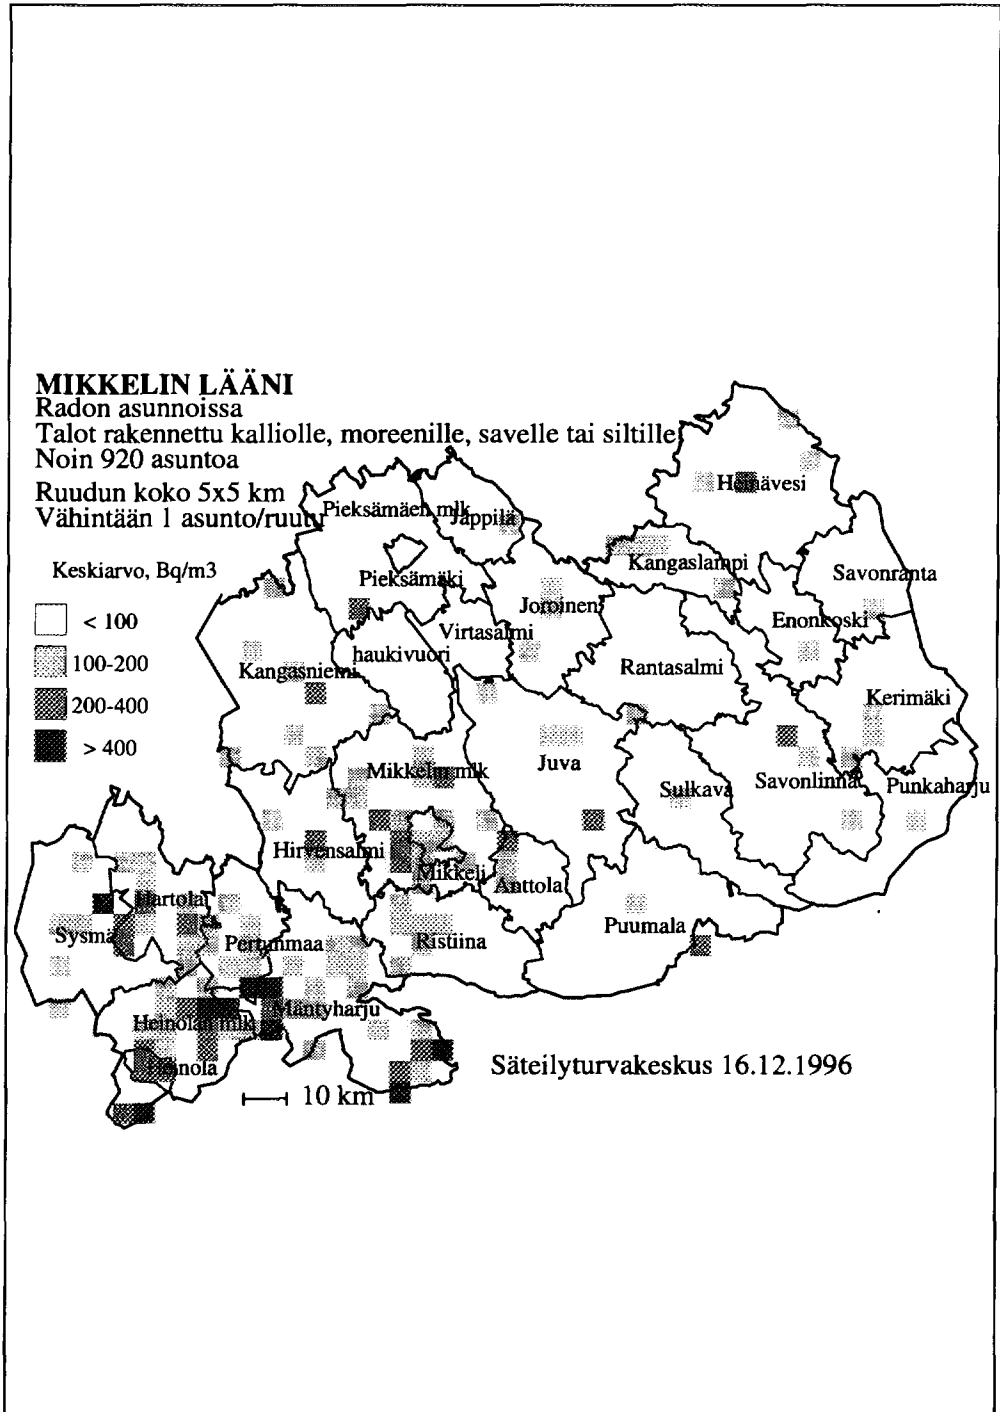 MIKKELIN LÄÄNI
Radon asunnoissa
Talot rakennettu kalliolle, moreenille, savelle tai siltille
Noin 920 asuntoa
Ruudun koko 5x5 km
Vähintään 1 asunto/ruutu
Keskiarvo, Bq/m3
< 100
100-200
200-400
> 400
Heinävesi
Pieksämäen mlk
Jäppilä
Kangaslampi
Savonranta
Pieksämäki
Joroinen
Enonkoski
Virtasalmi
haukivuori
Kangasniemi
Rantasalmi
Kerimäki
Mikkelin mlk
Juva
Sulkava
Savonlinna
Punkaharju
Hirvensalmi
Mikkeli
Anttola
Hartola
Puumala
Sysmä
Pertunmaa
Ristiina
Mäntyharju
Heinolan mlk
Heinola
Säteilyturvakeskus 16.12.1996
10 km